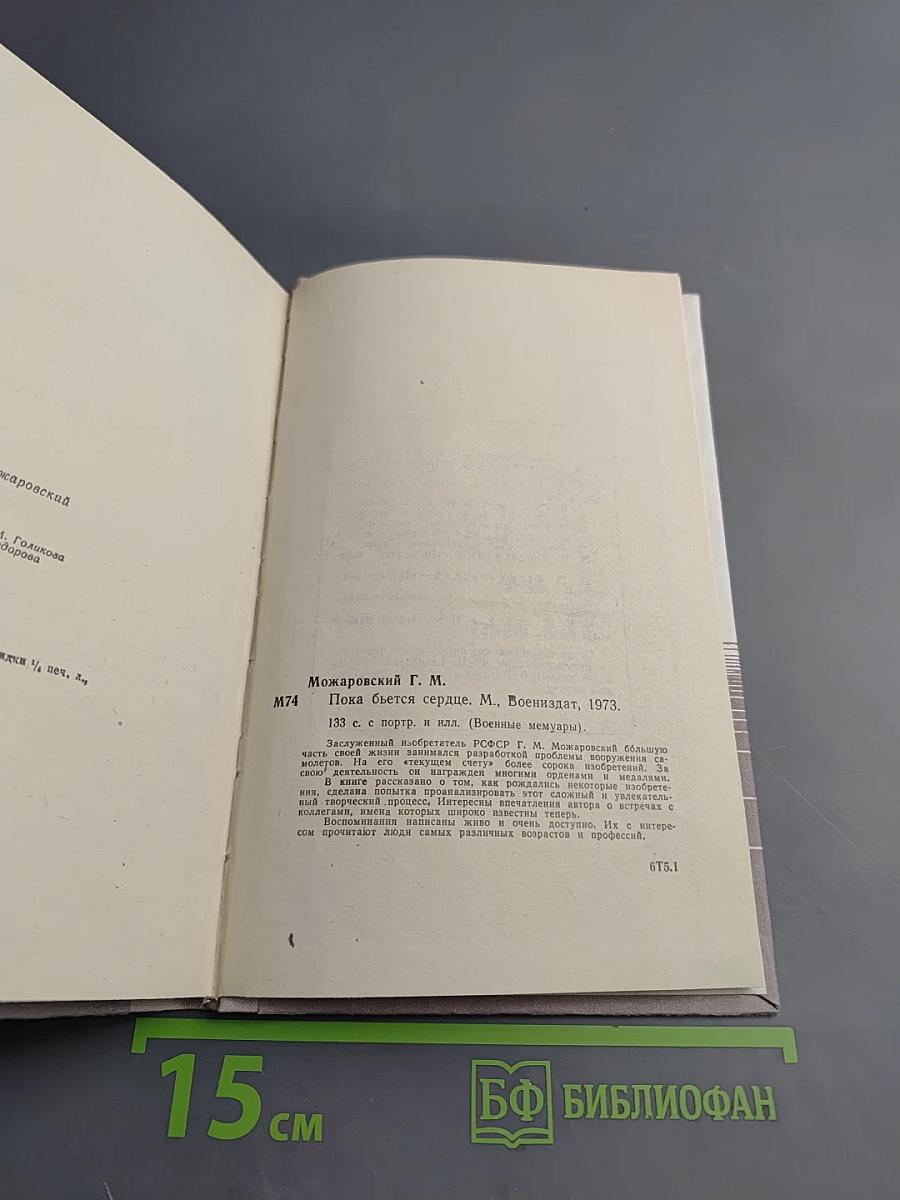 жаровский
М. Голикова
дорова
идки 1/4 печ. л.,
Можаровский Г. М.
М74 Пока бьется сердце. М., Воениздат, 1973.
133 с. с портр. и илл. (Военные мемуары).
Заслуженный изобретатель РСФСР Г. М. Можаровский бо́льшую
часть своей жизни занимался разработкой проблемы вооружения са-
молетов. На его «текущем счету» более сорока изобретений. За
свою деятельность он награжден многими орденами и медалями.
В книге рассказано о том, как рождались некоторые изобрете-
ния, сделана попытка проанализировать этот сложный и увлекатель-
ный творческий процесс. Интересны впечатления автора о встречах с
коллегами, имена которых широко известны теперь.
Воспоминания написаны живо и очень доступно. Их с интере-
сом прочитают люди самых различных возрастов и профессий.
6Т5.1
15 см
БФ БИБЛИОФАН